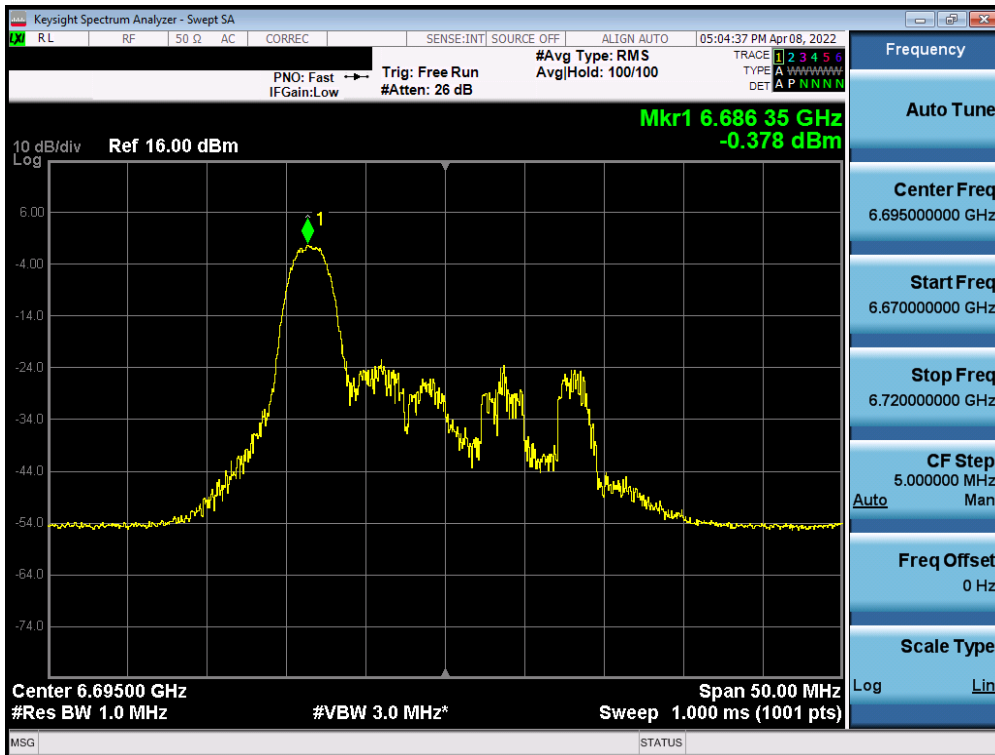 Keysight Spectrum Analyzer - Swept SA
LXI RL RF 50 Ω AC CORREC SENSE:INT SOURCE OFF ALIGN AUTO 05:04:37 PM Apr 08, 2022
PNO: Fast
IFGain:Low
Trig: Free Run
#Atten: 26 dB
#Avg Type: RMS
Avg|Hold: 100/100
TRACE 1 2 3 4 5 6
TYPE A WWWWW
DET A P N N N N
Mkr1 6.686 35 GHz
-0.378 dBm
10 dB/div Ref 16.00 dBm
Log
6.00
-4.00
-14.0
-24.0
-34.0
-44.0
-54.0
-64.0
-74.0
1
Center 6.69500 GHz
Span 50.00 MHz
#Res BW 1.0 MHz
#VBW 3.0 MHz*
Sweep 1.000 ms (1001 pts)
MSG STATUS
Frequency
Auto Tune
Center Freq
6.695000000 GHz
Start Freq
6.670000000 GHz
Stop Freq
6.720000000 GHz
CF Step
5.000000 MHz
Auto Man
Freq Offset
0 Hz
Scale Type
Log Lin